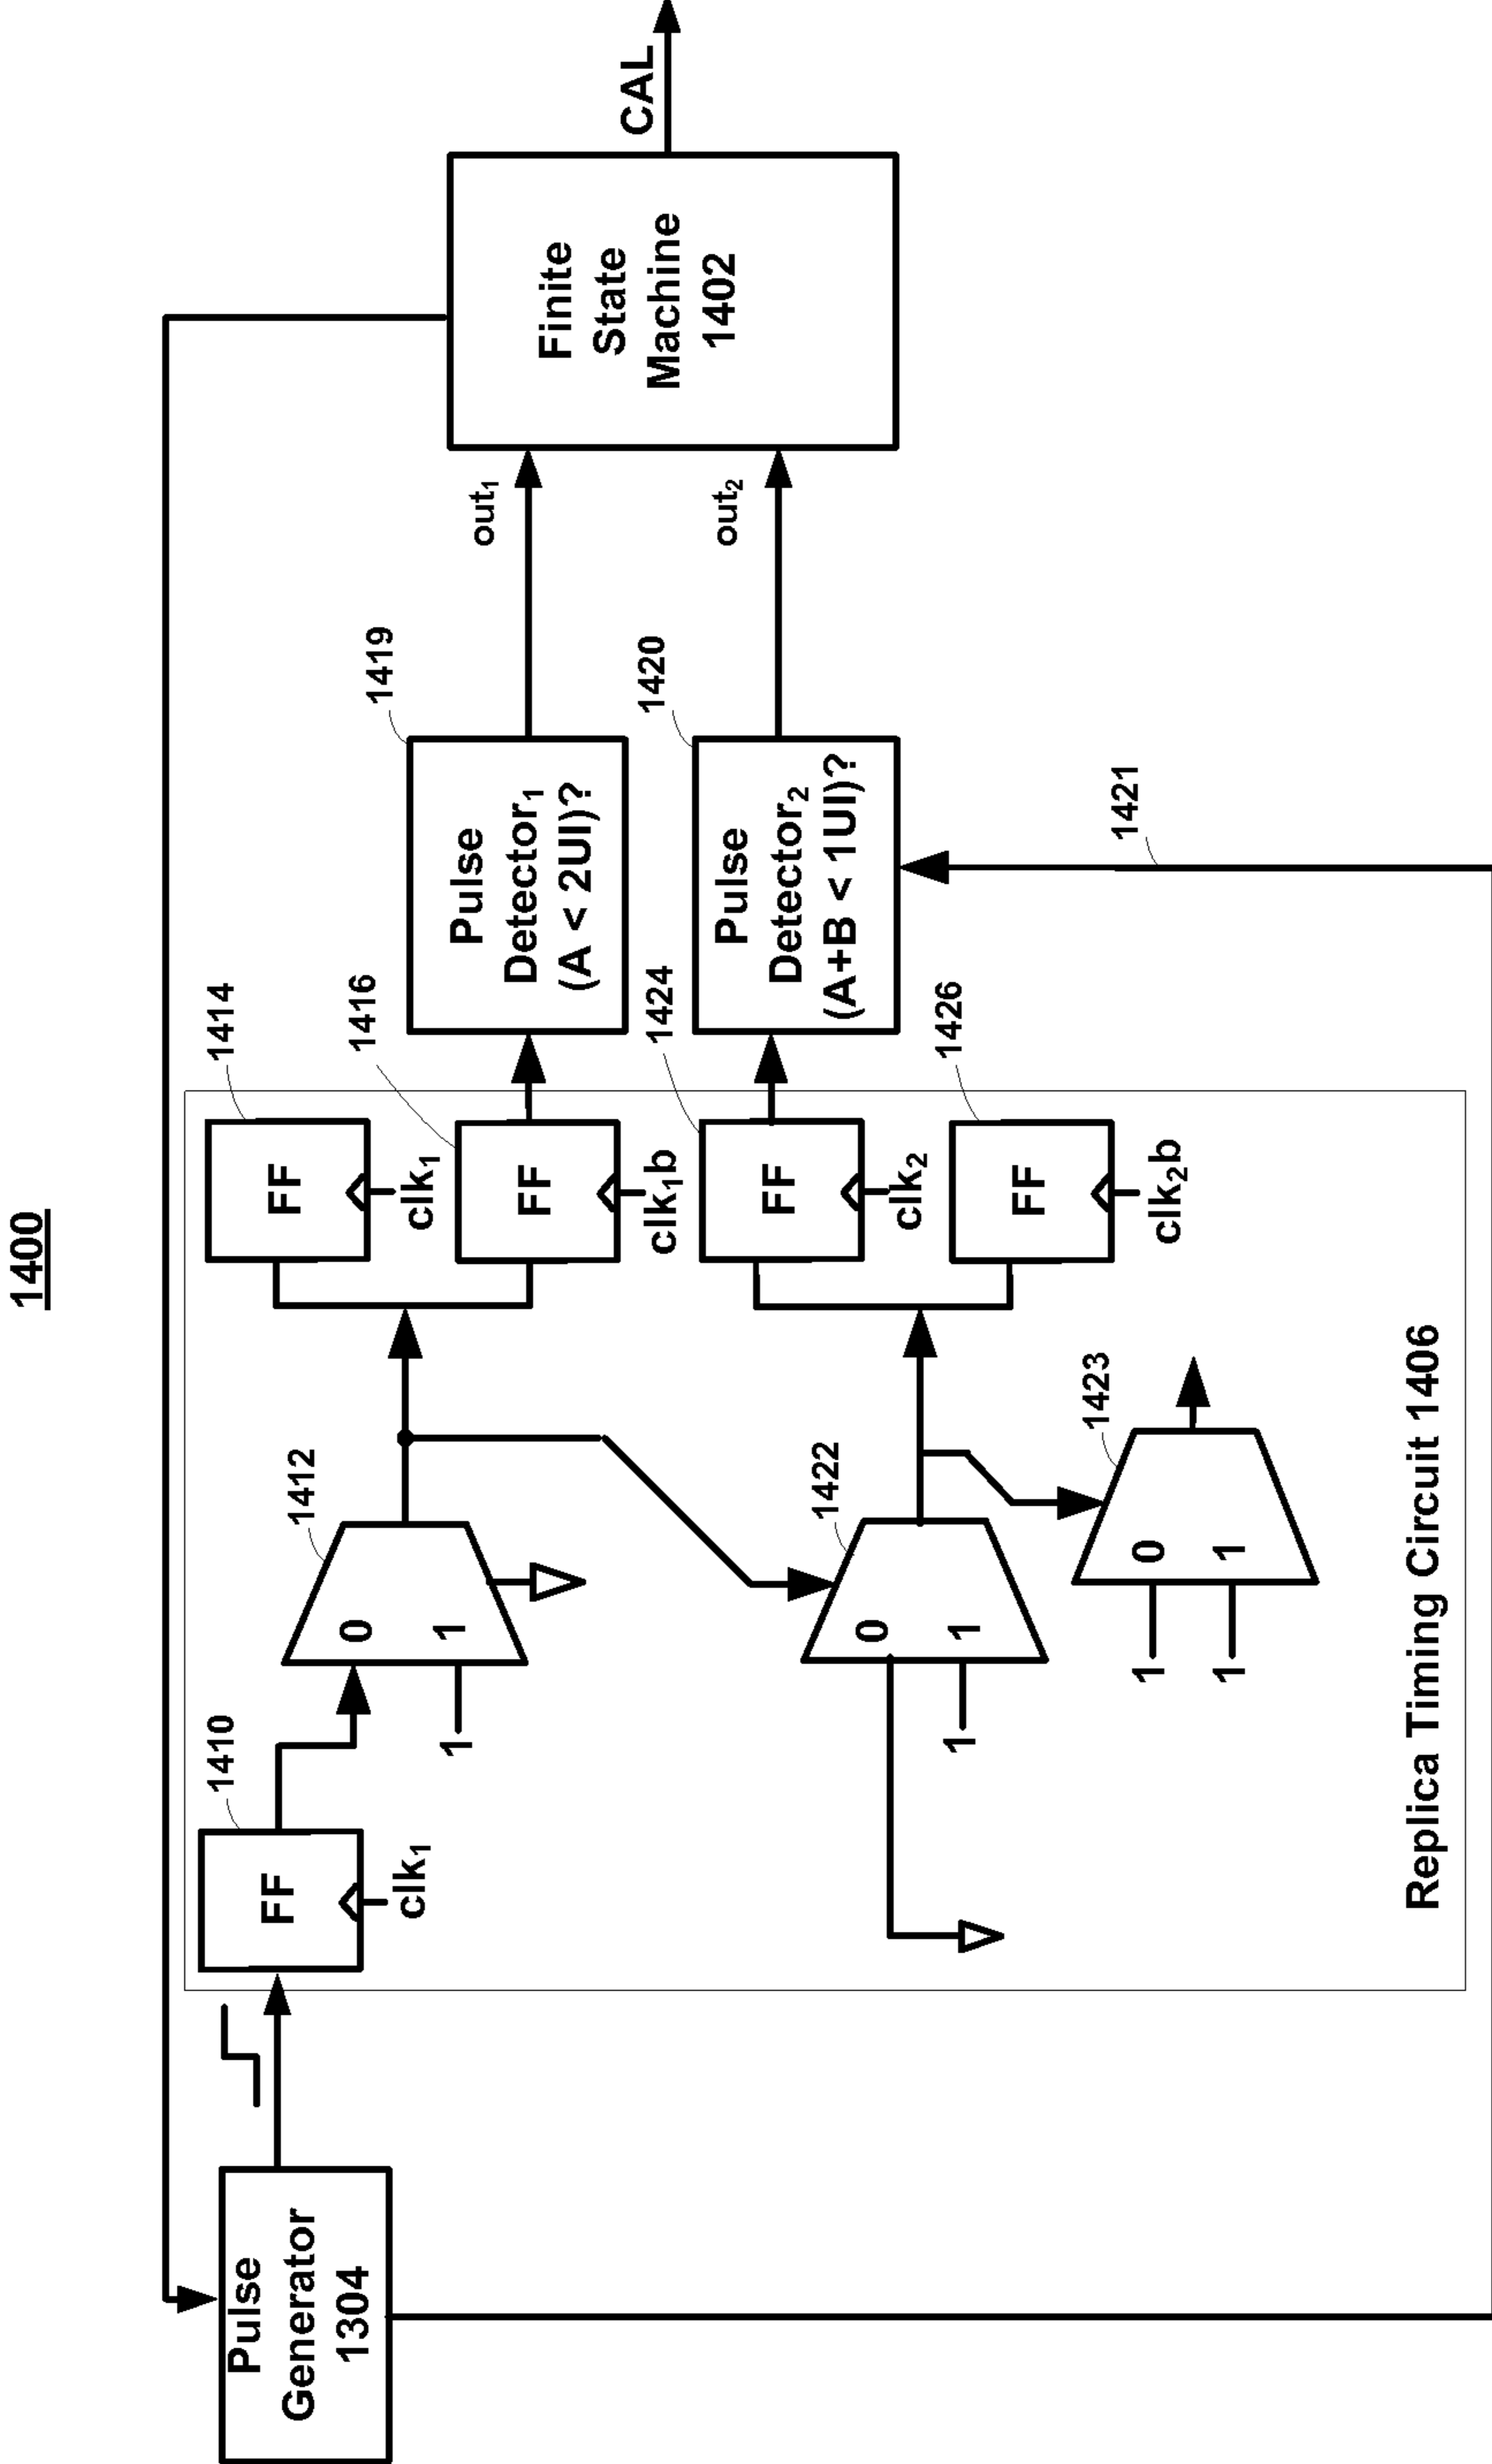 1400
Pulse
Generator
1304
1410
FF
clk₁
1412
0
1
1
1414
FF
clk₁
1416
FF
clk₁b
1419
Pulse
Detector₁
(A < 2UI)?
out₁
Finite
State
Machine
1402
CAL
1422
0
1
1
1424
FF
clk₂
1426
FF
clk₂b
1420
Pulse
Detector₂
(A+B < 1UI)?
out₂
1421
1423
0
1
1
1
Replica Timing Circuit 1406